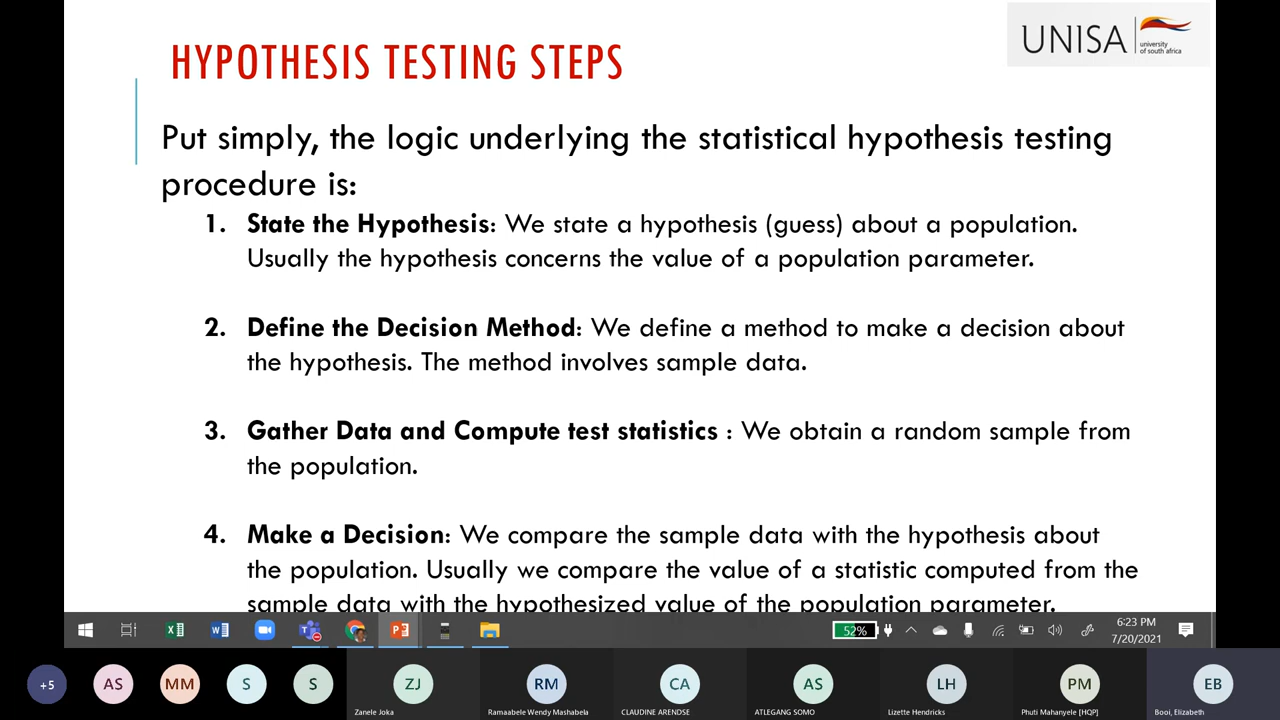 HYPOTHESIS TESTING STEPS
UNISA
university
of south africa
Put simply, the logic underlying the statistical hypothesis testing
procedure is:
1. State the Hypothesis: We state a hypothesis (guess) about a population.
Usually the hypothesis concerns the value of a population parameter.
2. Define the Decision Method: We define a method to make a decision about
the hypothesis. The method involves sample data.
3. Gather Data and Compute test statistics : We obtain a random sample from
the population.
4. Make a Decision: We compare the sample data with the hypothesis about
the population. Usually we compare the value of a statistic computed from the
sample data with the hypothesized value of the population parameter.
52%
6:23 PM
7/20/2021
+5
AS
MM
S
S
ZJ
RM
CA
AS
LH
PM
EB
Zanele Joka
Ramaabele Wendy Mashabela
CLAUDINE ARENDSE
ATLEGANG SOMO
Lizette Hendricks
Phuti Mahanyele [HQP]
Booi, Elizabeth